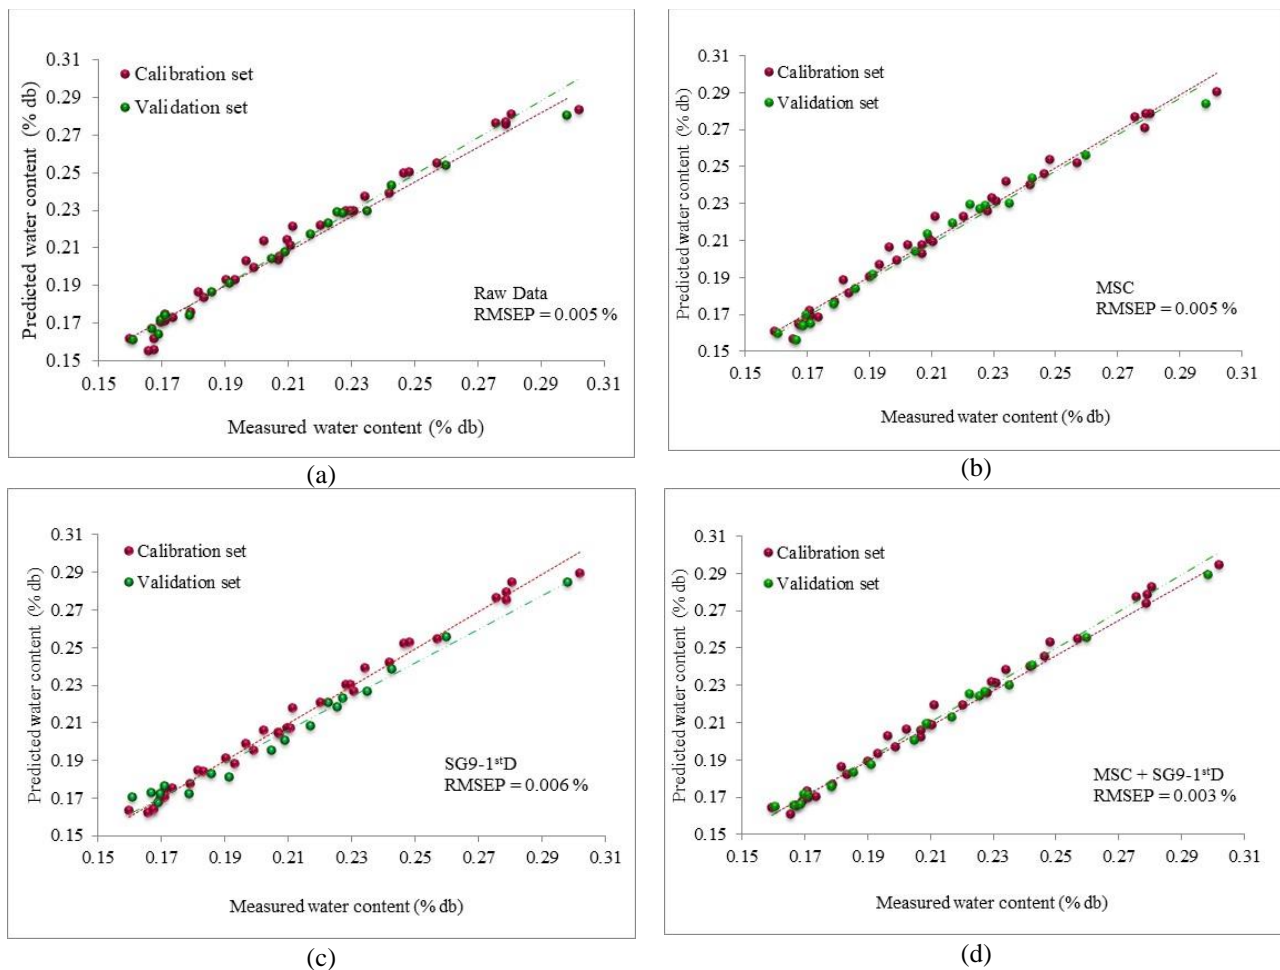 0.31
0.29
0.27
0.25
0.23
0.21
0.19
0.17
0.15
Predicted water content (% db)
Calibration set
Validation set
Raw Data
RMSEP = 0.005 %
0.15 0.17 0.19 0.21 0.23 0.25 0.27 0.29 0.31
Measured water content (% db)
(a)
0.31
0.29
0.27
0.25
0.23
0.21
0.19
0.17
0.15
Predicted water content (% db)
Calibration set
Validation set
MSC
RMSEP = 0.005 %
0.15 0.17 0.19 0.21 0.23 0.25 0.27 0.29 0.31
Measured water content (% db)
(b)
0.31
0.29
0.27
0.25
0.23
0.21
0.19
0.17
0.15
Predicted water content (% db)
Calibration set
Validation set
SG9-1ˢᵗD
RMSEP = 0.006 %
0.15 0.17 0.19 0.21 0.23 0.25 0.27 0.29 0.31
Measured water content (% db)
(c)
0.31
0.29
0.27
0.25
0.23
0.21
0.19
0.17
0.15
Predicted water content (% db)
Calibration set
Validation set
MSC + SG9-1ˢᵗD
RMSEP = 0.003 %
0.15 0.17 0.19 0.21 0.23 0.25 0.27 0.29 0.31
Measured water content (% db)
(d)